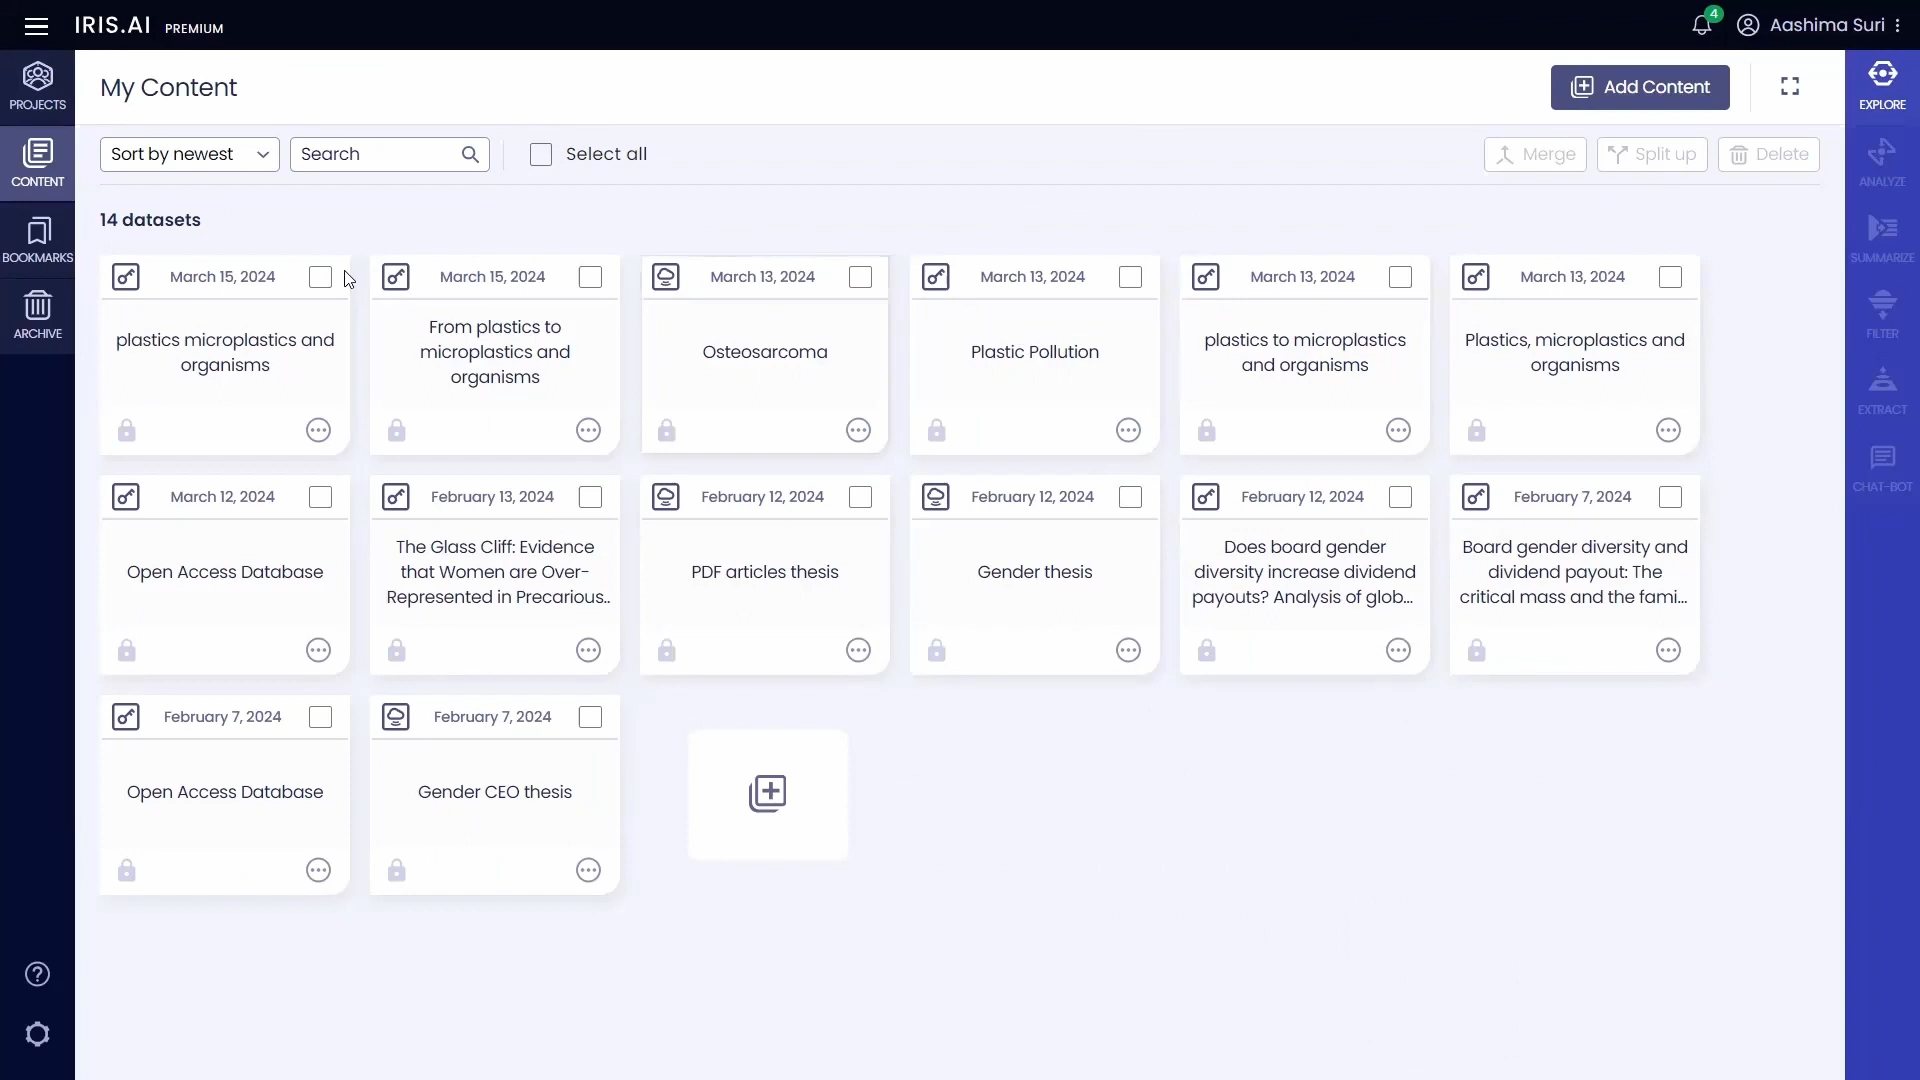 IRIS.AI PREMIUM
4
Aashima Suri
PROJECTS
CONTENT
BOOKMARKS
ARCHIVE
My Content
Add Content
Sort by newest
Search
Select all
Merge
Split up
Delete
14 datasets
March 15, 2024
plastics microplastics and
organisms
March 15, 2024
From plastics to
microplastics and
organisms
March 13, 2024
Osteosarcoma
March 13, 2024
Plastic Pollution
March 13, 2024
plastics to microplastics
and organisms
March 13, 2024
Plastics, microplastics and
organisms
March 12, 2024
Open Access Database
February 13, 2024
The Glass Cliff: Evidence
that Women are Over-
Represented in Precarious..
February 12, 2024
PDF articles thesis
February 12, 2024
Gender thesis
February 12, 2024
Does board gender
diversity increase dividend
payouts? Analysis of glob...
February 7, 2024
Board gender diversity and
dividend payout: The
critical mass and the fami...
February 7, 2024
Open Access Database
February 7, 2024
Gender CEO thesis
EXPLORE
ANALYZE
SUMMARIZE
FILTER
EXTRACT
CHAT-BOT